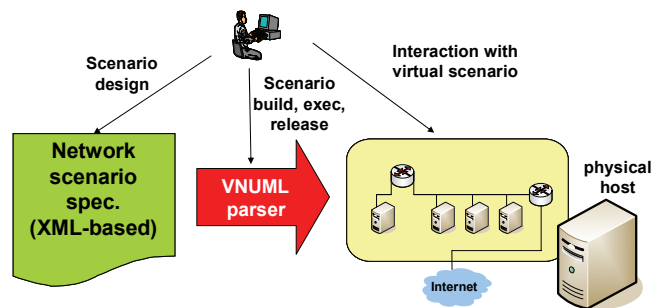 Scenario
design
Scenario
build, exec,
release
Interaction with
virtual scenario
Network
scenario
spec.
(XML-based)
VNUML
parser
physical
host
Internet